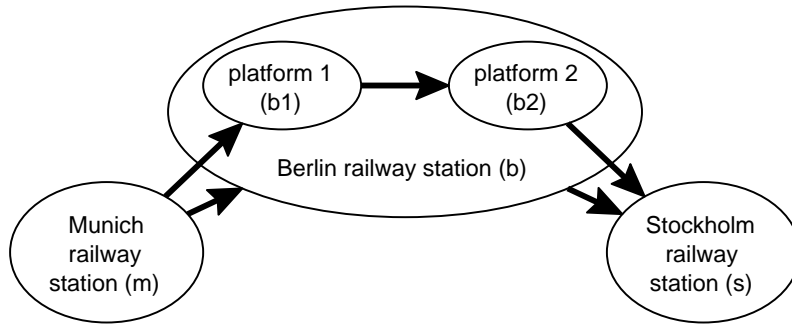 platform 1
(b1)
platform 2
(b2)
Berlin railway station (b)
Munich
railway
station (m)
Stockholm
railway
station (s)